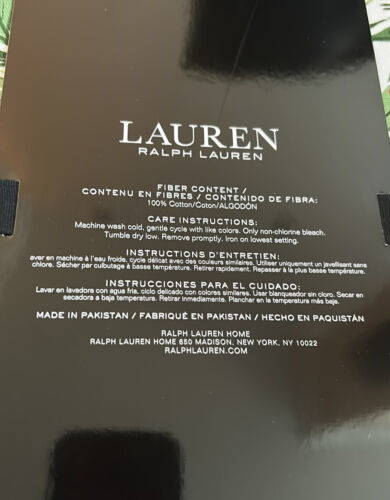 LAUREN
RALPH LAUREN
FIBER CONTENT /
CONTENU EN FIBRES / CONTENIDO DE FIBRA:
100% Cotton/Coton/ALGODÓN
CARE INSTRUCTIONS:
Machine wash cold, gentle cycle with like colors. Only non-chlorine bleach.
Tumble dry low. Remove promptly. Iron on lowest setting.
INSTRUCTIONS D'ENTRETIEN:
aver en machine à l'eau froide, cycle délicat avec des couleurs similaires. Utiliser uniquement un javellisant sans
chlore. Sécher par culbutage à basse température. Retirer rapidement. Repasser à la plus basse température.
INSTRUCCIONES PARA EL CUIDADO:
Lavar en lavadora con agua fria, ciclo delicado con colores similares. Usar blanqueador sin cloro. Secar en
secadora a baja temperatura. Retirar inmediamente. Planchar en la temperatura más baja.
MADE IN PAKISTAN / FABRIQUÉ EN PAKISTAN / HECHO EN PAQUISTÁN
RALPH LAUREN HOME
RALPH LAUREN HOME 650 MADISON, NEW YORK, NY 10022
RALPHLAUREN.COM